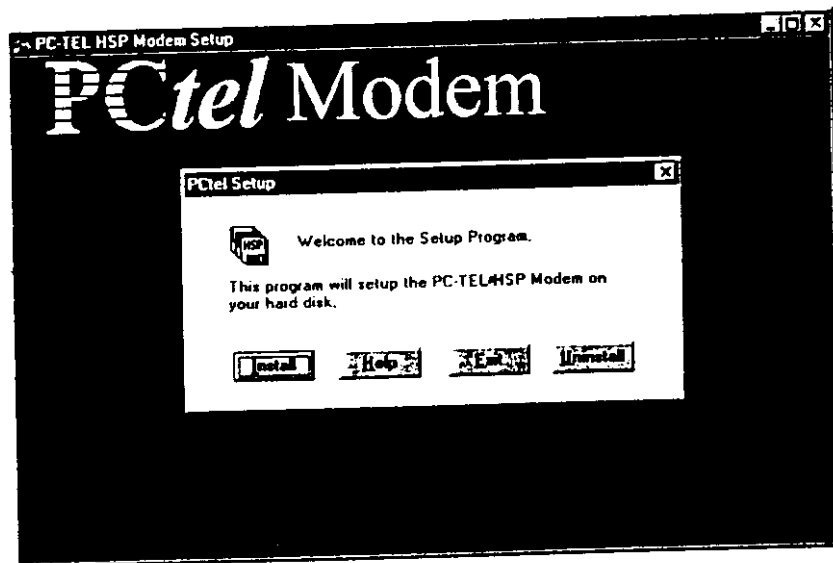 PC-TEL HSP Modem Setup
PCtel Modem
PCtel Setup
HSP
Welcome to the Setup Program.
This program will setup the PC-TEL HSP Modem on
your hard disk.
Install
Help
Exit
Uninstall